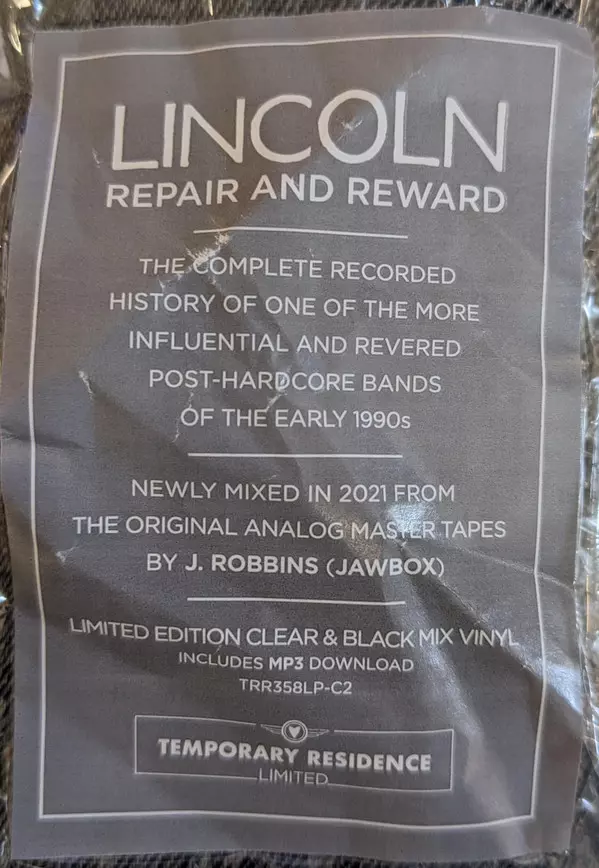 LINCOLN
REPAIR AND REWARD
THE COMPLETE RECORDED
HISTORY OF ONE OF THE MORE
INFLUENTIAL AND REVERED
POST-HARDCORE BANDS
OF THE EARLY 1990s
NEWLY MIXED IN 2021 FROM
THE ORIGINAL ANALOG MASTER TAPES
BY J. ROBBINS (JAWBOX)
LIMITED EDITION CLEAR & BLACK MIX VINYL
INCLUDES MP3 DOWNLOAD
TRR358LP-C2
TEMPORARY RESIDENCE
LIMITED